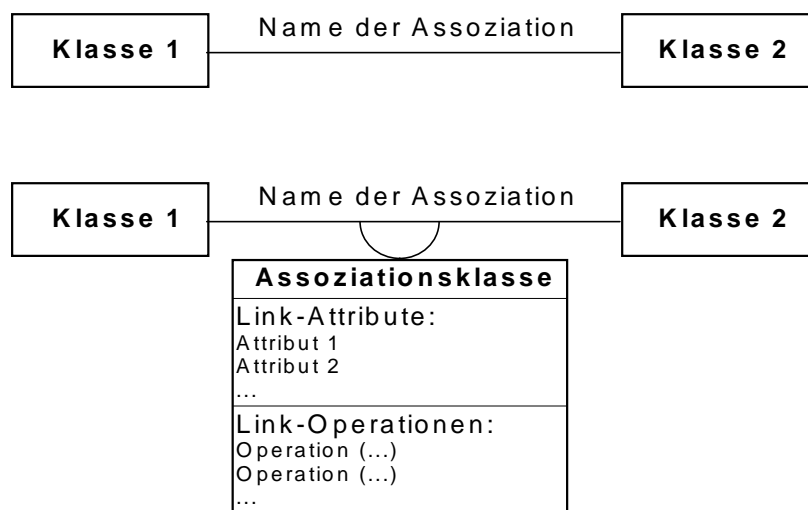 Name der Assoziation
Klasse 1
Klasse 2
Name der Assoziation
Klasse 1
Klasse 2
Assoziationsklasse
Link-Attribute:
Attribut 1
Attribut 2
...
Link-Operationen:
Operation (...)
Operation (...)
...